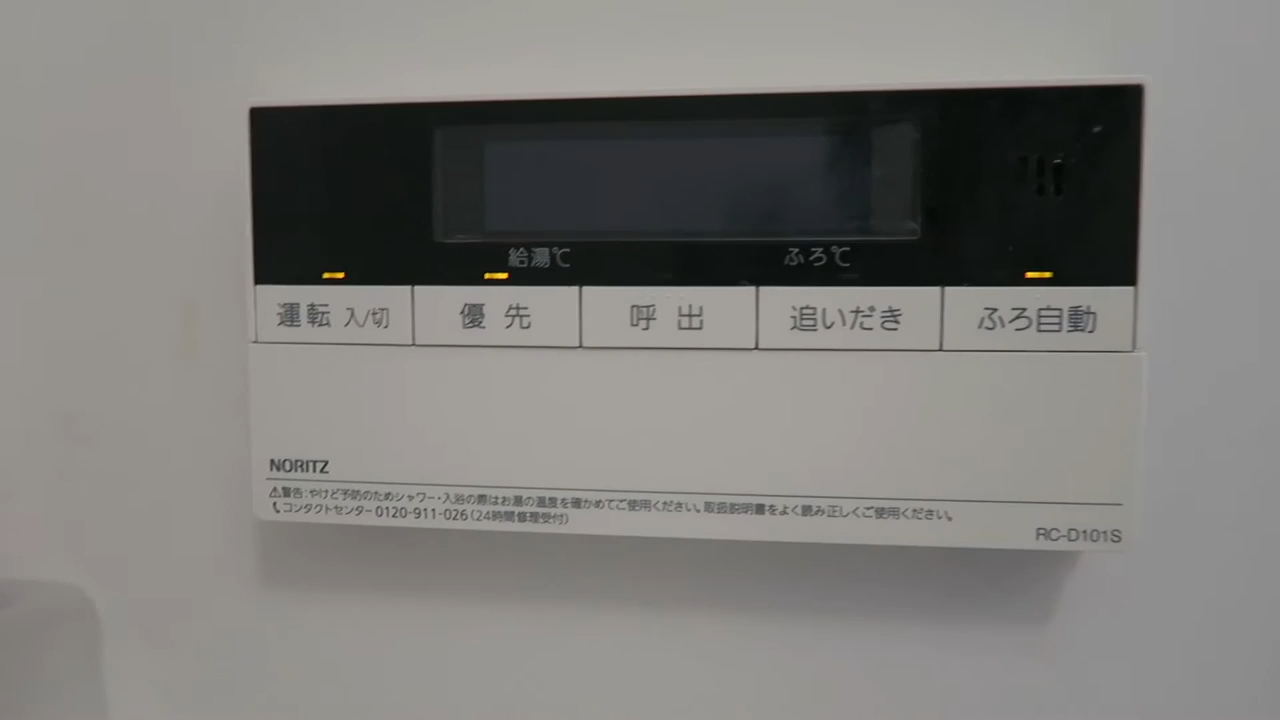 給湯℃ ふろ℃
運転 入/切 優先 呼出 追いだき ふろ自動
NORITZ
⚠警告:やけど予防のためシャワー・入浴の際はお湯の温度を確かめてご使用ください。取扱説明書をよく読み正しくご使用ください。
コンタクトセンター 0120-911-026(24時間修理受付)
RC-D101S